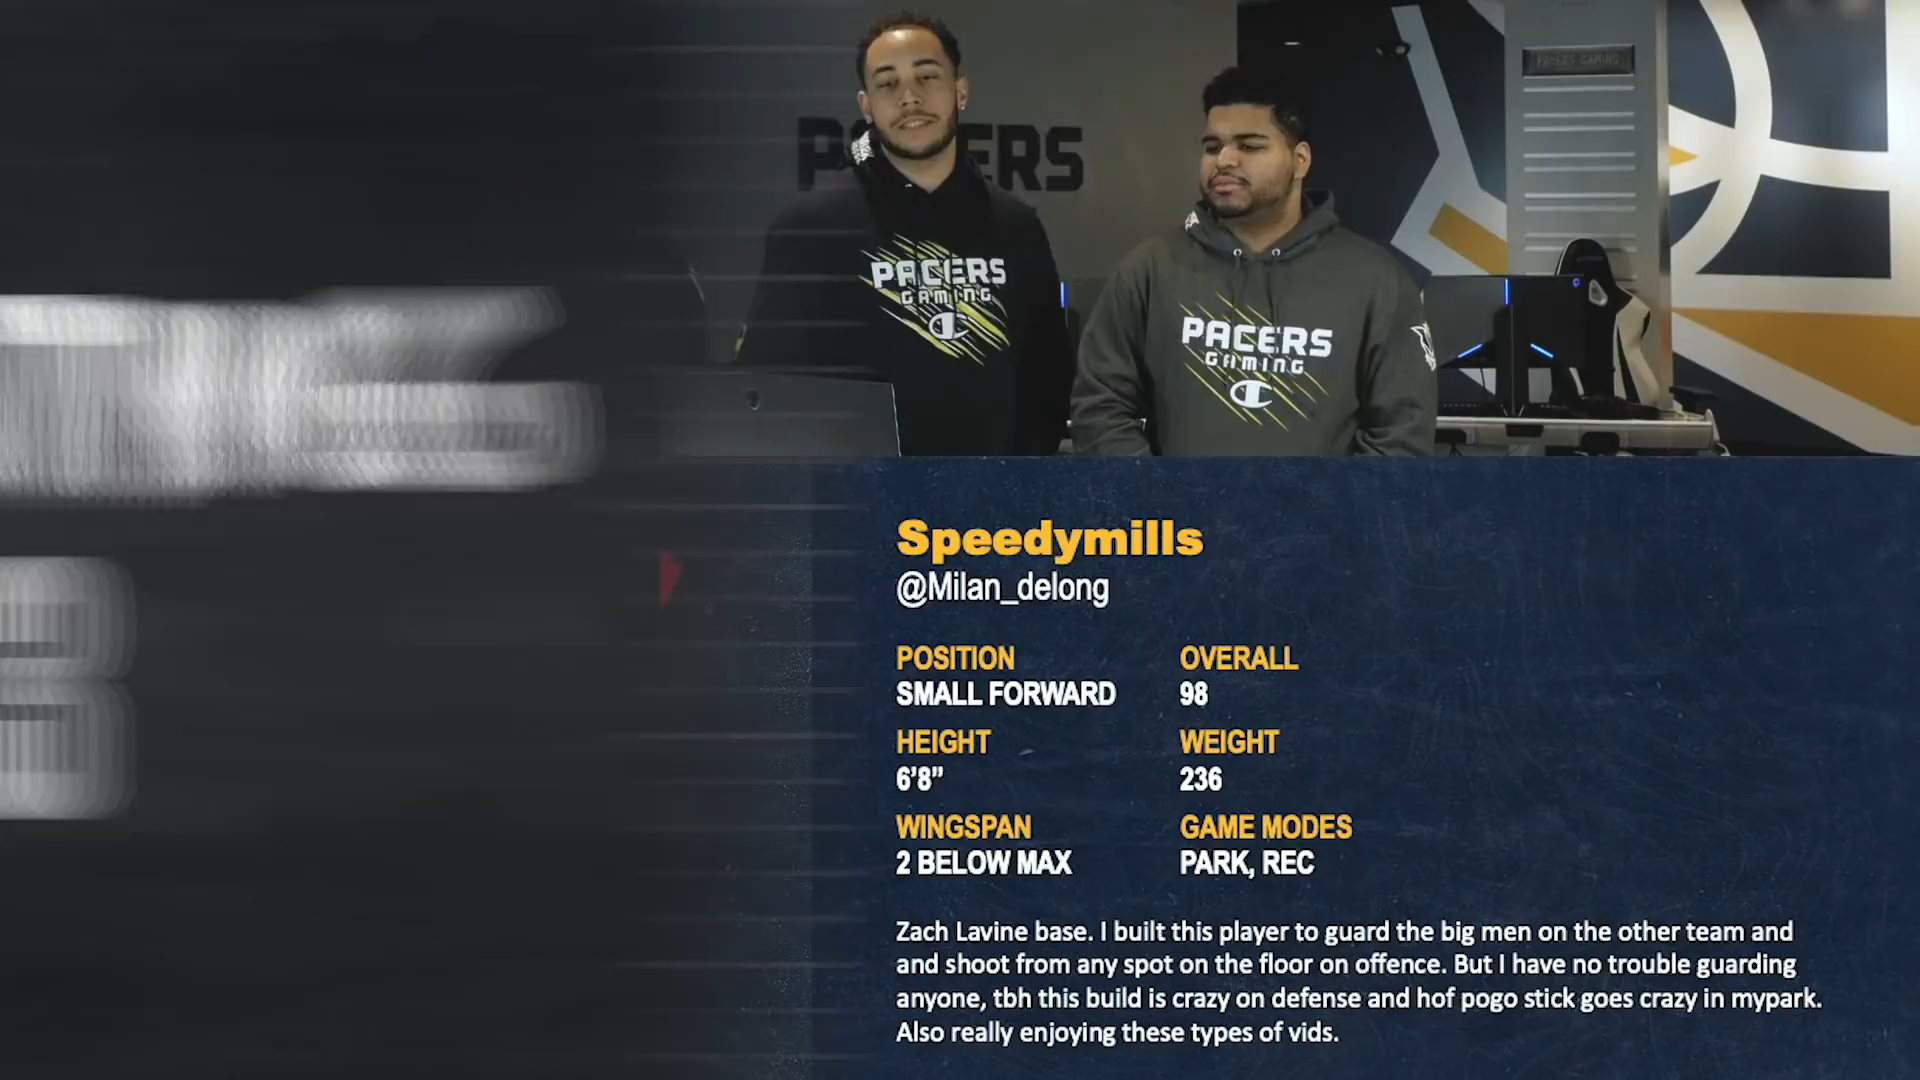 PACERS GAMING
P ERS
PACERS
GAMING
PACERS
GAMING
Speedymills
@Milan_delong
POSITION
SMALL FORWARD
OVERALL
98
HEIGHT
6’8”
WEIGHT
236
WINGSPAN
2 BELOW MAX
GAME MODES
PARK, REC
Zach Lavine base. I built this player to guard the big men on the other team and
and shoot from any spot on the floor on offence. But I have no trouble guarding
anyone, tbh this build is crazy on defense and hof pogo stick goes crazy in mypark.
Also really enjoying these types of vids.